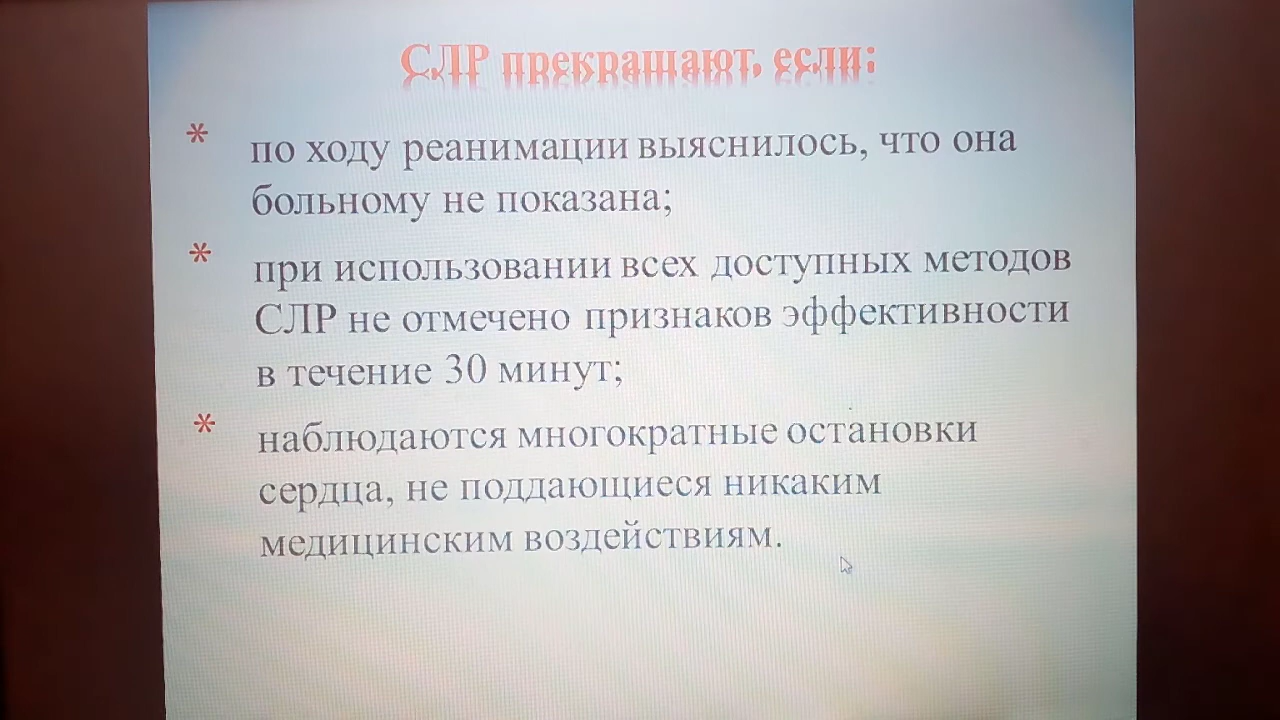 СЛР прекращают, если:
* по ходу реанимации выяснилось, что она
больному не показана;
* при использовании всех доступных методов
СЛР не отмечено признаков эффективности
в течение 30 минут;
* наблюдаются многократные остановки
сердца, не поддающиеся никаким
медицинским воздействиям.